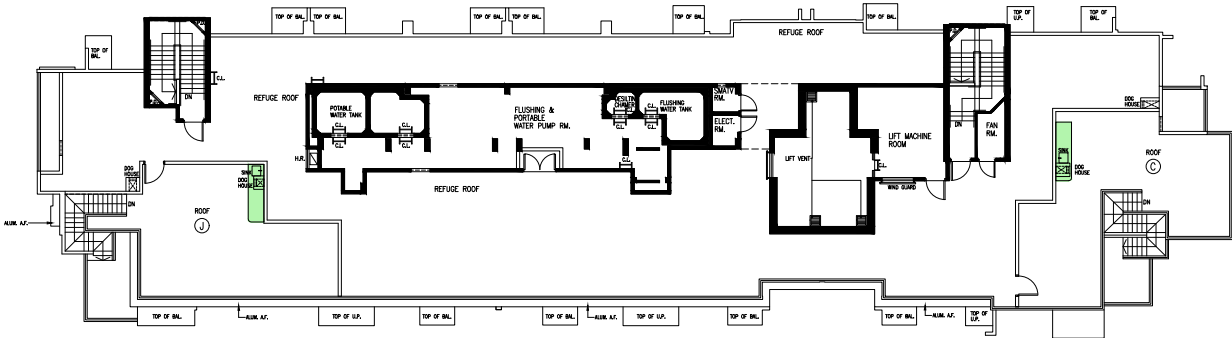 TOP OF BAL.
TOP OF BAL.
TOP OF BAL.
TOP OF BAL.
TOP OF BAL.
TOP OF BAL.
TOP OF
U.P.
TOP OF
BAL.
TOP OF
BAL.
REFUGE ROOF
C.L.
DN
REFUGE ROOF
POTABLE
WATER TANK
C.L.
C.L.
C.L.
C.L.
FLUSHING &
PORTABLE
WATER PUMP RM.
C.L.
C.L.
FLUSHING
WATER TANK
C.L.
C.L.
C.L.
SMATV
RM.
ELECT.
RM.
LIFT VENT
LIFT MACHINE
ROOM
C.L.
WIND GUARD
DN
FAN
RM.
DOG
HOUSE
SINK
DOG
HOUSE
ROOF
C
DN
H.R.
REFUGE ROOF
DOG
HOUSE
SINK
DOG
HOUSE
DN
ROOF
J
ALUM. A.F.
TOP OF BAL.
ALUM. A.F.
TOP OF U.P.
TOP OF BAL.
TOP OF BAL.
ALUM. A.F.
TOP OF U.P.
TOP OF BAL.
TOP OF BAL.
ALUM. A.F.
TOP OF
U.P.